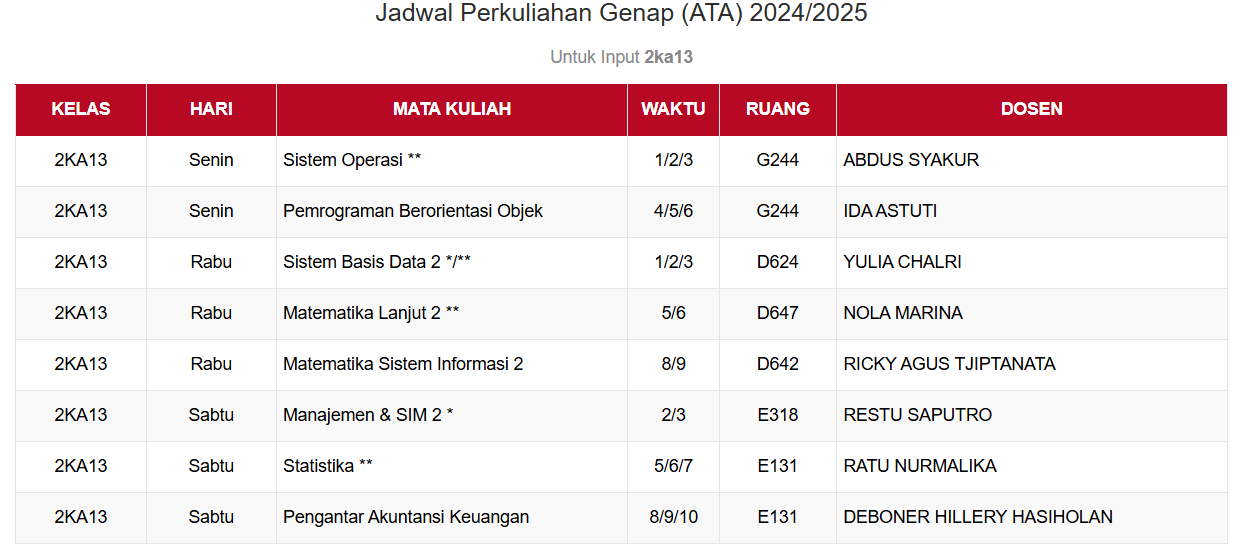 Jadwal Perkuliahan Genap (ATA) 2024/2025
Untuk Input 2ka13
KELAS HARI MATA KULIAH WAKTU RUANG DOSEN
2KA13 Senin Sistem Operasi ** 1/2/3 G244 ABDUS SYAKUR
2KA13 Senin Pemrograman Berorientasi Objek 4/5/6 G244 IDA ASTUTI
2KA13 Rabu Sistem Basis Data 2 */** 1/2/3 D624 YULIA CHALRI
2KA13 Rabu Matematika Lanjut 2 ** 5/6 D647 NOLA MARINA
2KA13 Rabu Matematika Sistem Informasi 2 8/9 D642 RICKY AGUS TJIPTANATA
2KA13 Sabtu Manajemen & SIM 2 * 2/3 E318 RESTU SAPUTRO
2KA13 Sabtu Statistika ** 5/6/7 E131 RATU NURMALIKA
2KA13 Sabtu Pengantar Akuntansi Keuangan 8/9/10 E131 DEBONER HILLERY HASIHOLAN